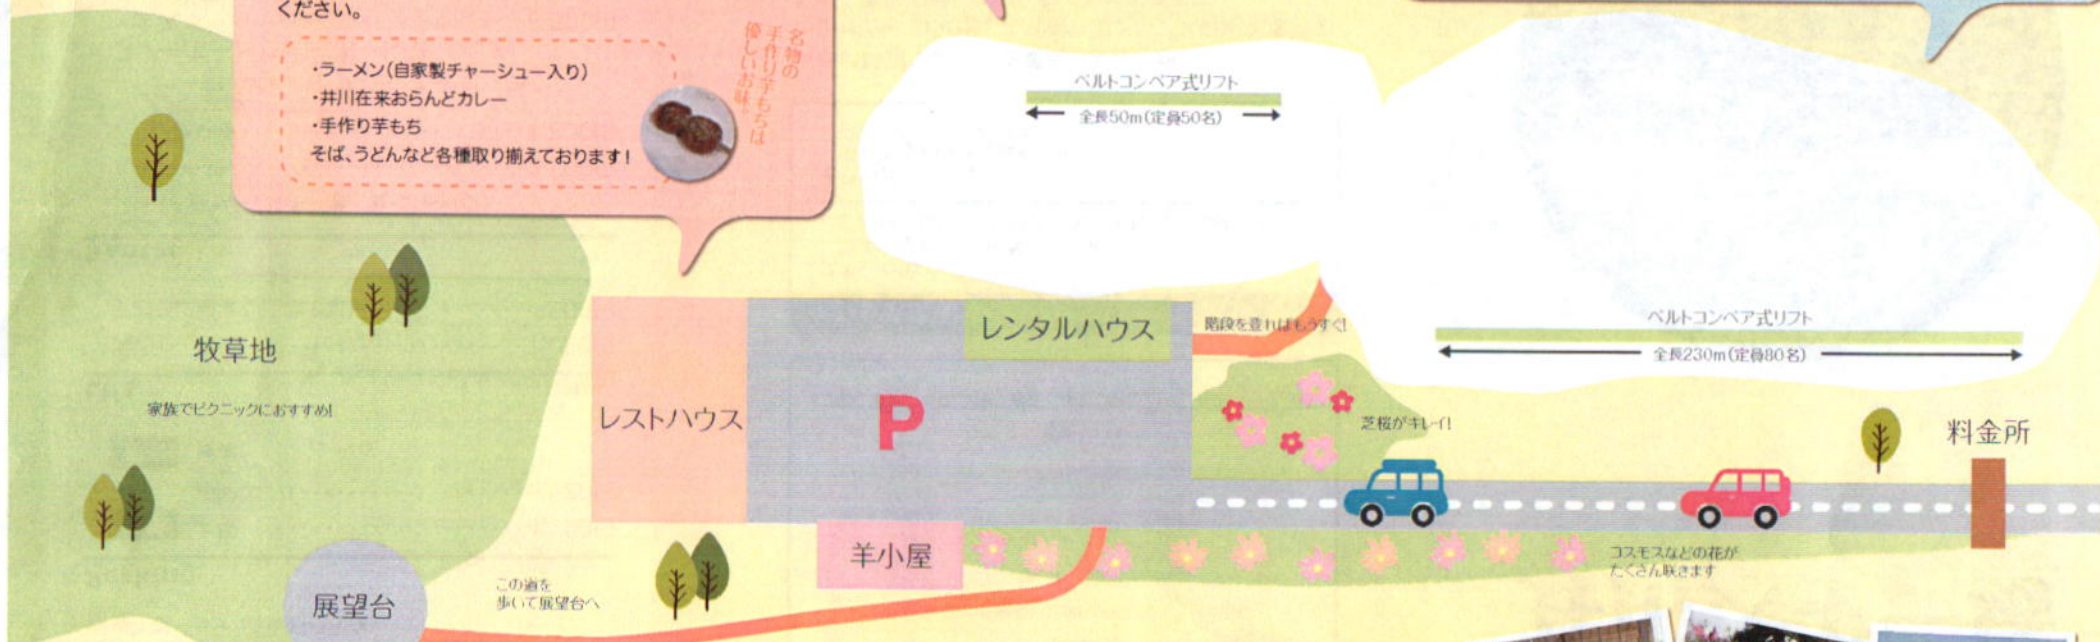 ください。
・ラーメン(自家製チャーシュー入り)
・井川在来おらんどカレー
・手作り芋もち
そば、うどんなど各種取り揃えております!
名物の
手作り芋もちは
優しいお味
ベルトコンベア式リフト
全長50m(定員50名)
ベルトコンベア式リフト
全長230m(定員80名)
牧草地
家族でピクニックにおすすめ!
レストハウス
P
レンタルハウス
階段を登ればもうすぐ!
芝桜がキレイ!
料金所
羊小屋
コスモスなどの花が
たくさん咲きます
この道を
歩いて展望台へ
展望台